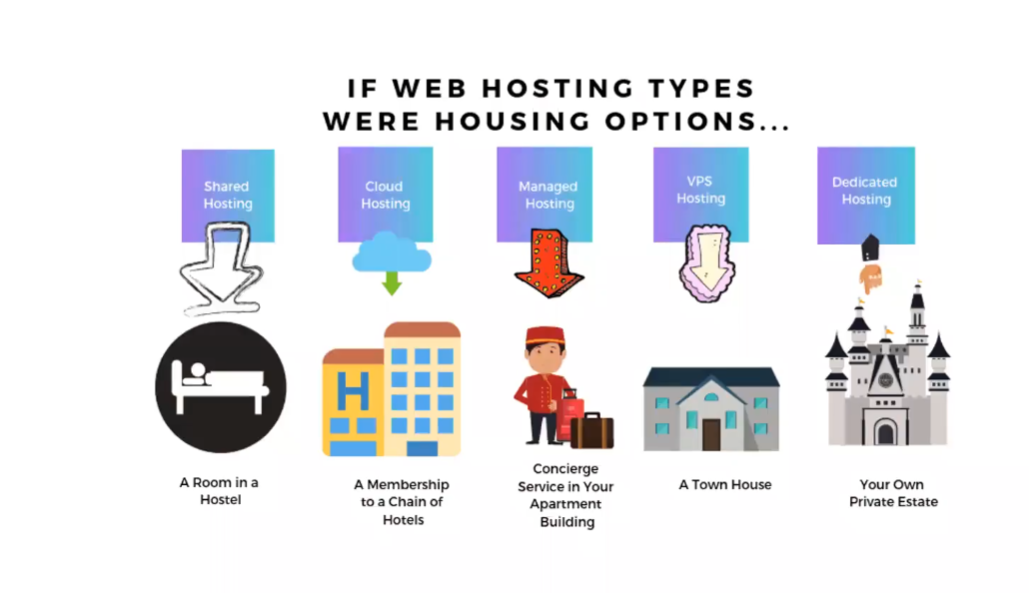 IF WEB HOSTING TYPES
WERE HOUSING OPTIONS...
Shared
Hosting
Cloud
Hosting
Managed
Hosting
VPS
Hosting
Dedicated
Hosting
H
A Room in a
Hostel
A Membership
to a Chain of
Hotels
Concierge
Service in Your
Apartment
Building
A Town House
Your Own
Private Estate